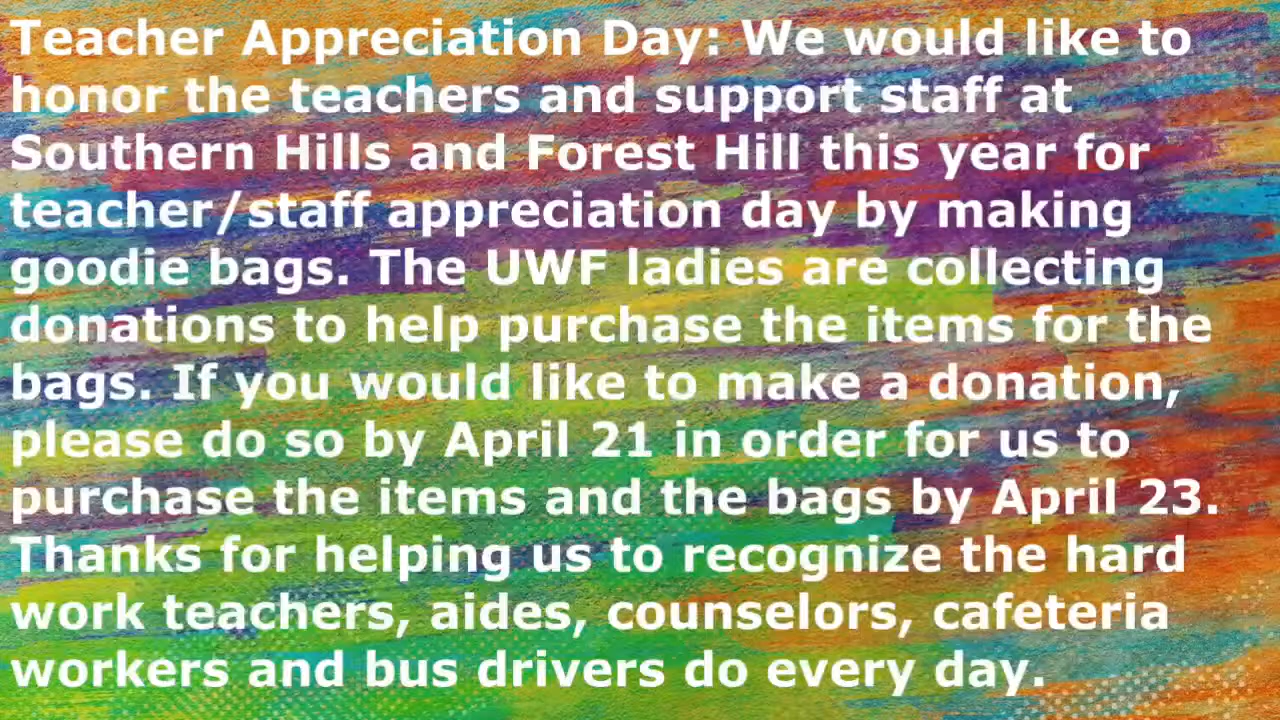 Teacher Appreciation Day: We would like to
honor the teachers and support staff at
Southern Hills and Forest Hill this year for
teacher/staff appreciation day by making
goodie bags. The UWF ladies are collecting
donations to help purchase the items for the
bags. If you would like to make a donation,
please do so by April 21 in order for us to
purchase the items and the bags by April 23.
Thanks for helping us to recognize the hard
work teachers, aides, counselors, cafeteria
workers and bus drivers do every day.